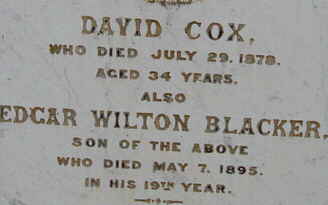 DAVID COX,
WHO DIED JULY 29. 1878.
AGED 34 YEARS.
ALSO
EDGAR WILTON BLACKER,
SON OF THE ABOVE
WHO DIED MAY 7. 1895.
IN HIS 19TH YEAR.